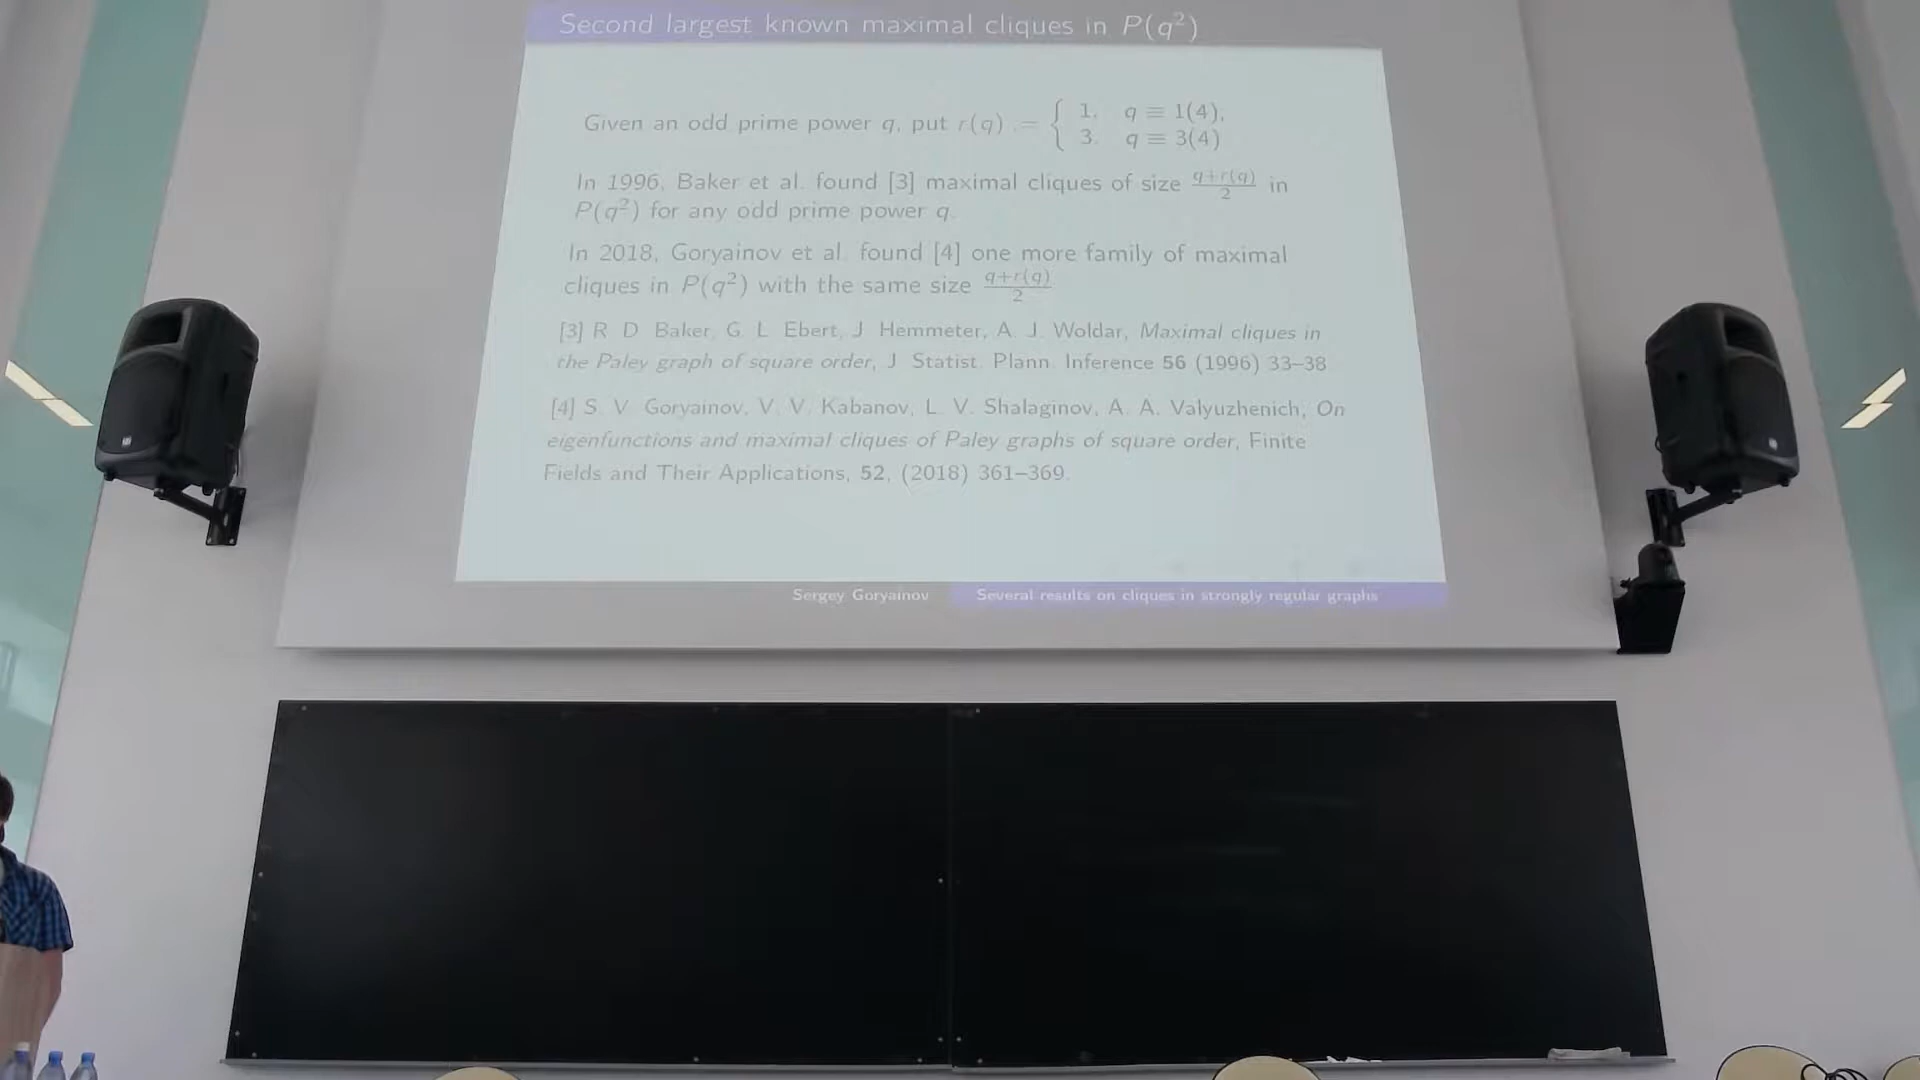 Second largest known maximal cliques in P(q²)
Given an odd prime power q, put r(q) := { 1, q ≡ 1(4),
3, q ≡ 3(4)
In 1996, Baker et al. found [3] maximal cliques of size (q+r(q))/2 in
P(q²) for any odd prime power q.
In 2018, Goryainov et al. found [4] one more family of maximal
cliques in P(q²) with the same size (q+r(q))/2
[3] R. D. Baker, G. L. Ebert, J. Hemmeter, A. J. Woldar, Maximal cliques in
the Paley graph of square order, J. Statist. Plann. Inference 56 (1996) 33–38
[4] S. V. Goryainov, V. V. Kabanov, L. V. Shalaginov, A. A. Valyuzhenich, On
eigenfunctions and maximal cliques of Paley graphs of square order, Finite
Fields and Their Applications, 52, (2018) 361–369.
Sergey Goryainov Several results on cliques in strongly regular graphs